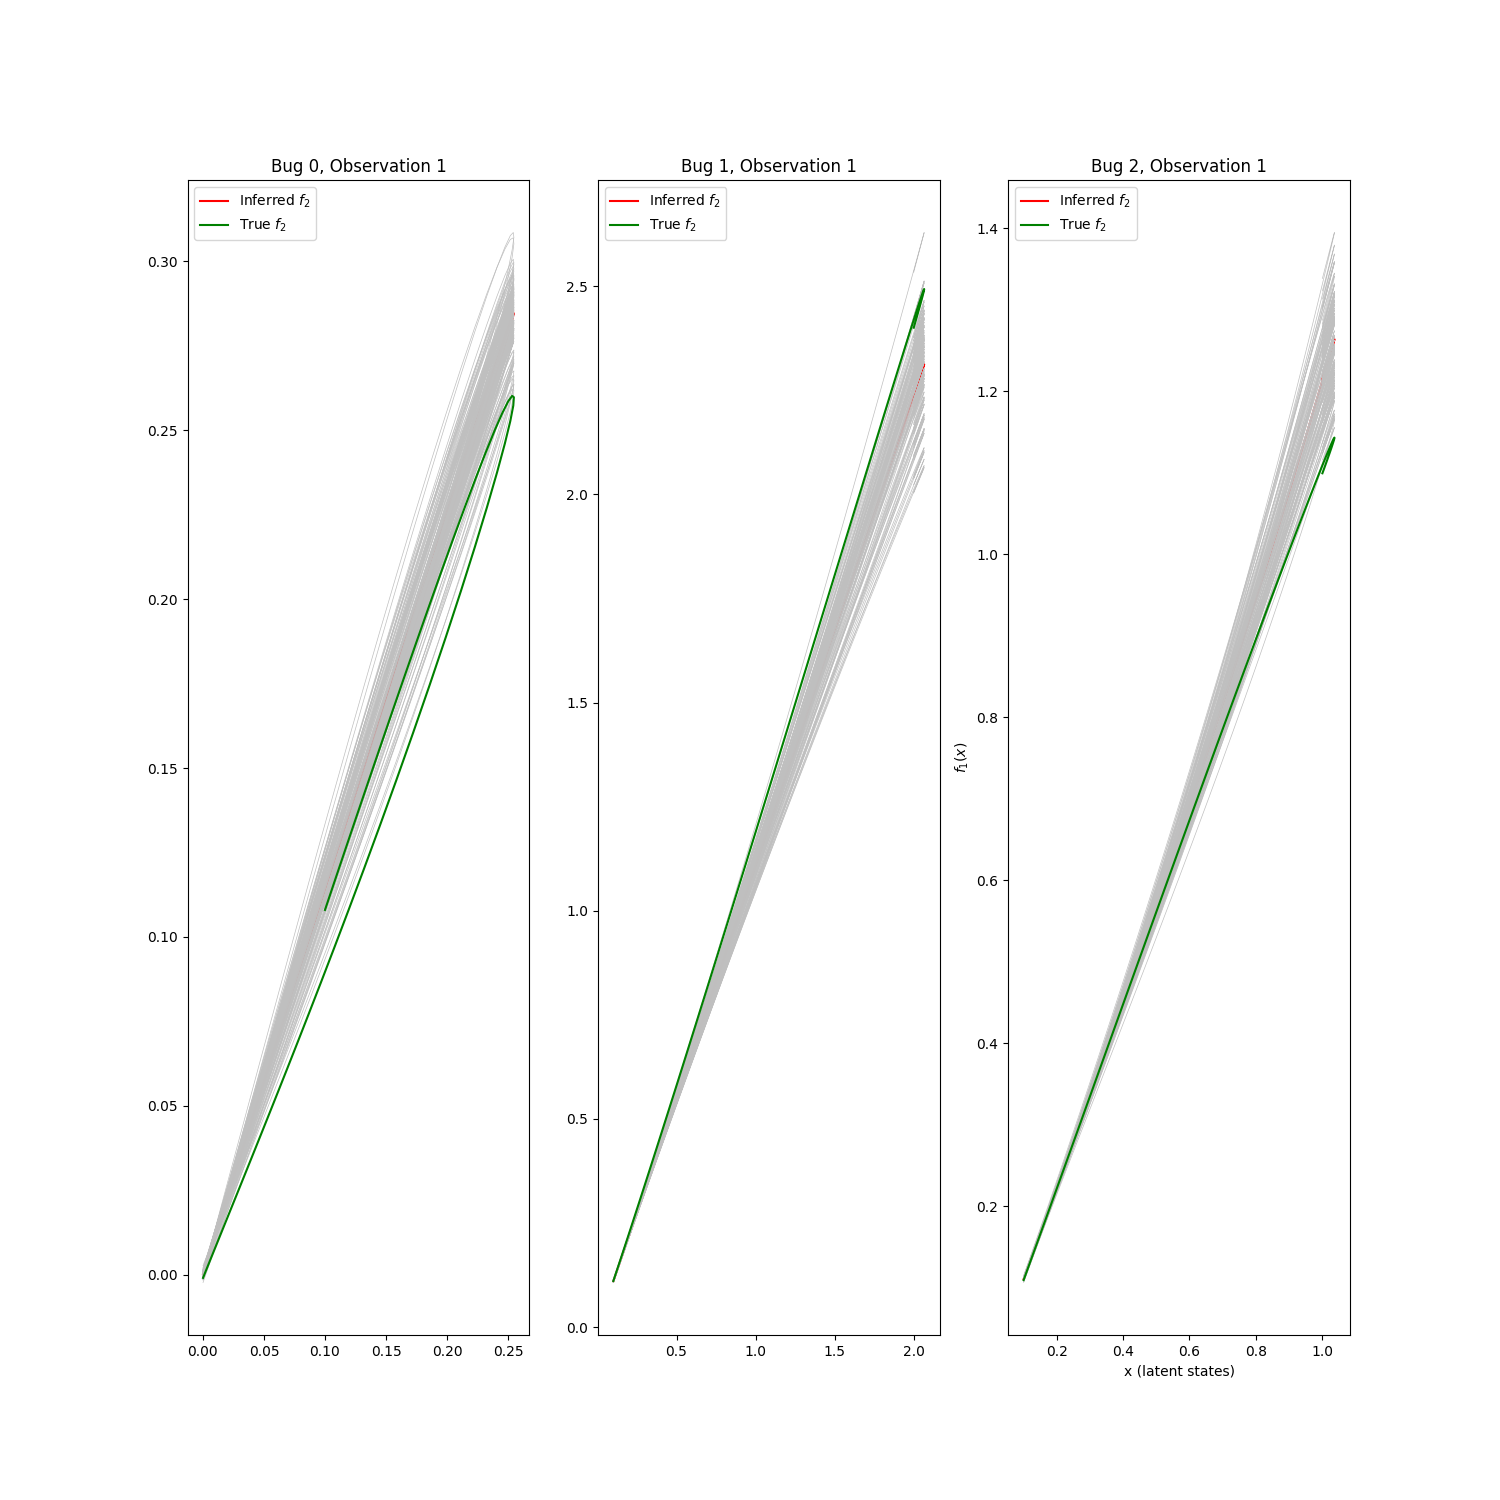 Bug 0, Observation 1
Inferred f₂
True f₂
0.30
0.25
0.20
0.15
0.10
0.05
0.00
0.00 0.05 0.10 0.15 0.20 0.25
Bug 1, Observation 1
Inferred f₂
True f₂
2.5
2.0
1.5
1.0
0.5
0.0
0.5 1.0 1.5 2.0
Bug 2, Observation 1
Inferred f₂
True f₂
f₁(x)
1.4
1.2
1.0
0.8
0.6
0.4
0.2
0.2 0.4 0.6 0.8 1.0
x (latent states)